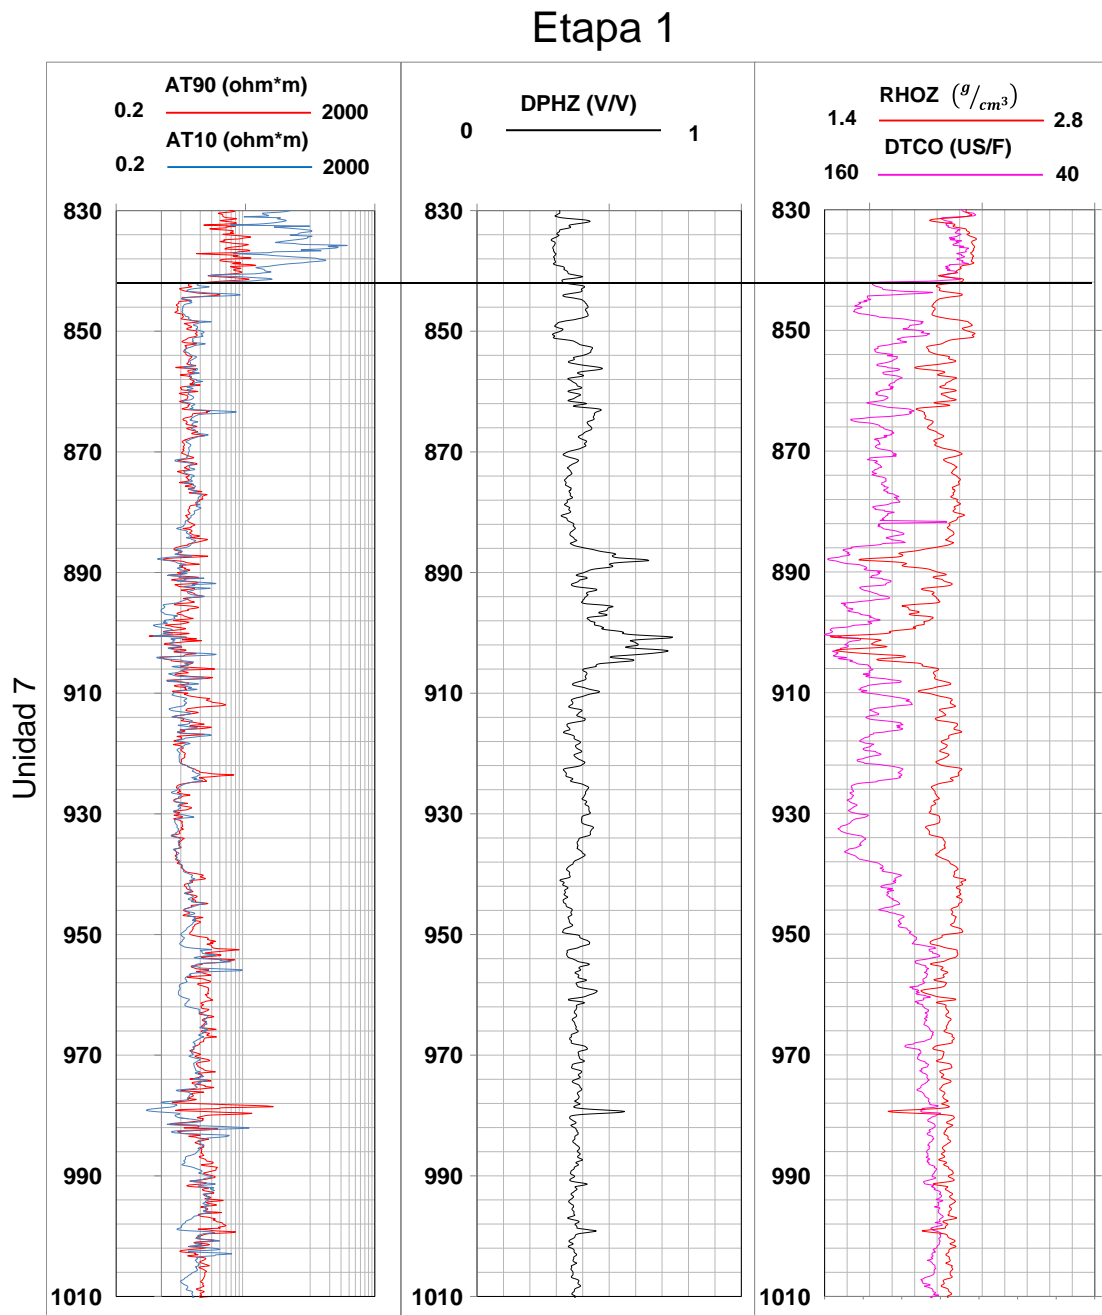 Etapa 1
AT90 (ohm*m)
0.2 2000
AT10 (ohm*m)
0.2 2000
DPHZ (V/V)
0 1
RHOZ (g/cm³)
1.4 2.8
DTCO (US/F)
160 40
Unidad 7
830 830 830
850 850 850
870 870 870
890 890 890
910 910 910
930 930 930
950 950 950
970 970 970
990 990 990
1010 1010 1010